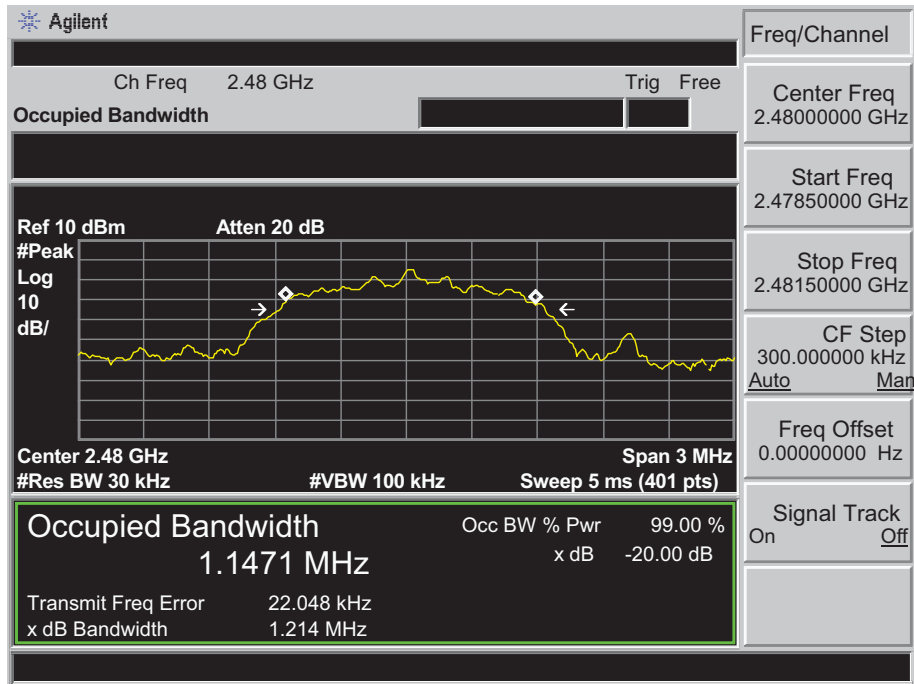 Agilent
Freq/Channel
Ch Freq 2.48 GHz Trig Free
Occupied Bandwidth
Center Freq
2.48000000 GHz
Start Freq
2.47850000 GHz
Ref 10 dBm Atten 20 dB
#Peak
Log
10
dB/
Stop Freq
2.48150000 GHz
CF Step
300.000000 kHz
Auto Man
Freq Offset
0.00000000 Hz
Center 2.48 GHz Span 3 MHz
#Res BW 30 kHz #VBW 100 kHz Sweep 5 ms (401 pts)
Signal Track
On Off
Occupied Bandwidth
1.1471 MHz
Occ BW % Pwr 99.00 %
x dB -20.00 dB
Transmit Freq Error 22.048 kHz
x dB Bandwidth 1.214 MHz